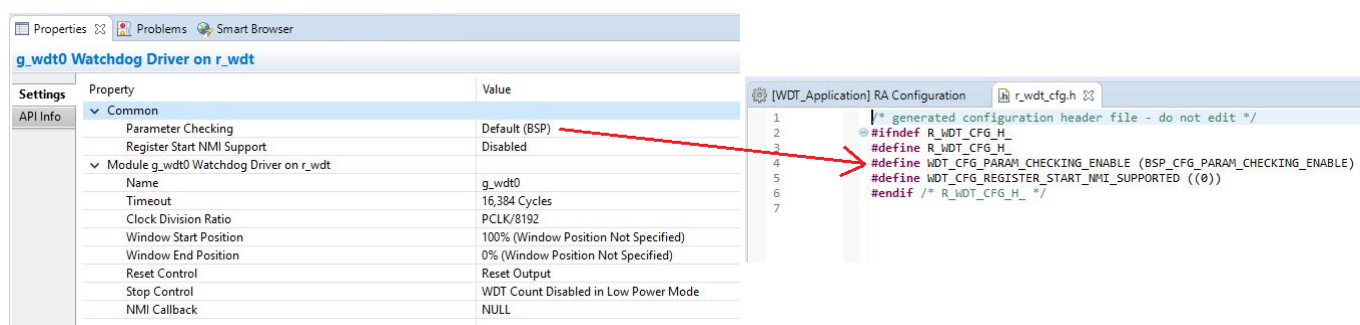 Properties Problems Smart Browser
g_wdt0 Watchdog Driver on r_wdt
Settings
API Info
Property Value
Common
Parameter Checking Default (BSP)
Register Start NMI Support Disabled
Module g_wdt0 Watchdog Driver on r_wdt
Name g_wdt0
Timeout 16,384 Cycles
Clock Division Ratio PCLK/8192
Window Start Position 100% (Window Position Not Specified)
Window End Position 0% (Window Position Not Specified)
Reset Control Reset Output
Stop Control WDT Count Disabled in Low Power Mode
NMI Callback NULL
[WDT_Application] RA Configuration r_wdt_cfg.h
1 /* generated configuration header file - do not edit */
2 #ifndef R_WDT_CFG_H_
3 #define R_WDT_CFG_H_
4 #define WDT_CFG_PARAM_CHECKING_ENABLE (BSP_CFG_PARAM_CHECKING_ENABLE)
5 #define WDT_CFG_REGISTER_START_NMI_SUPPORTED ((0))
6 #endif /* R_WDT_CFG_H_ */
7